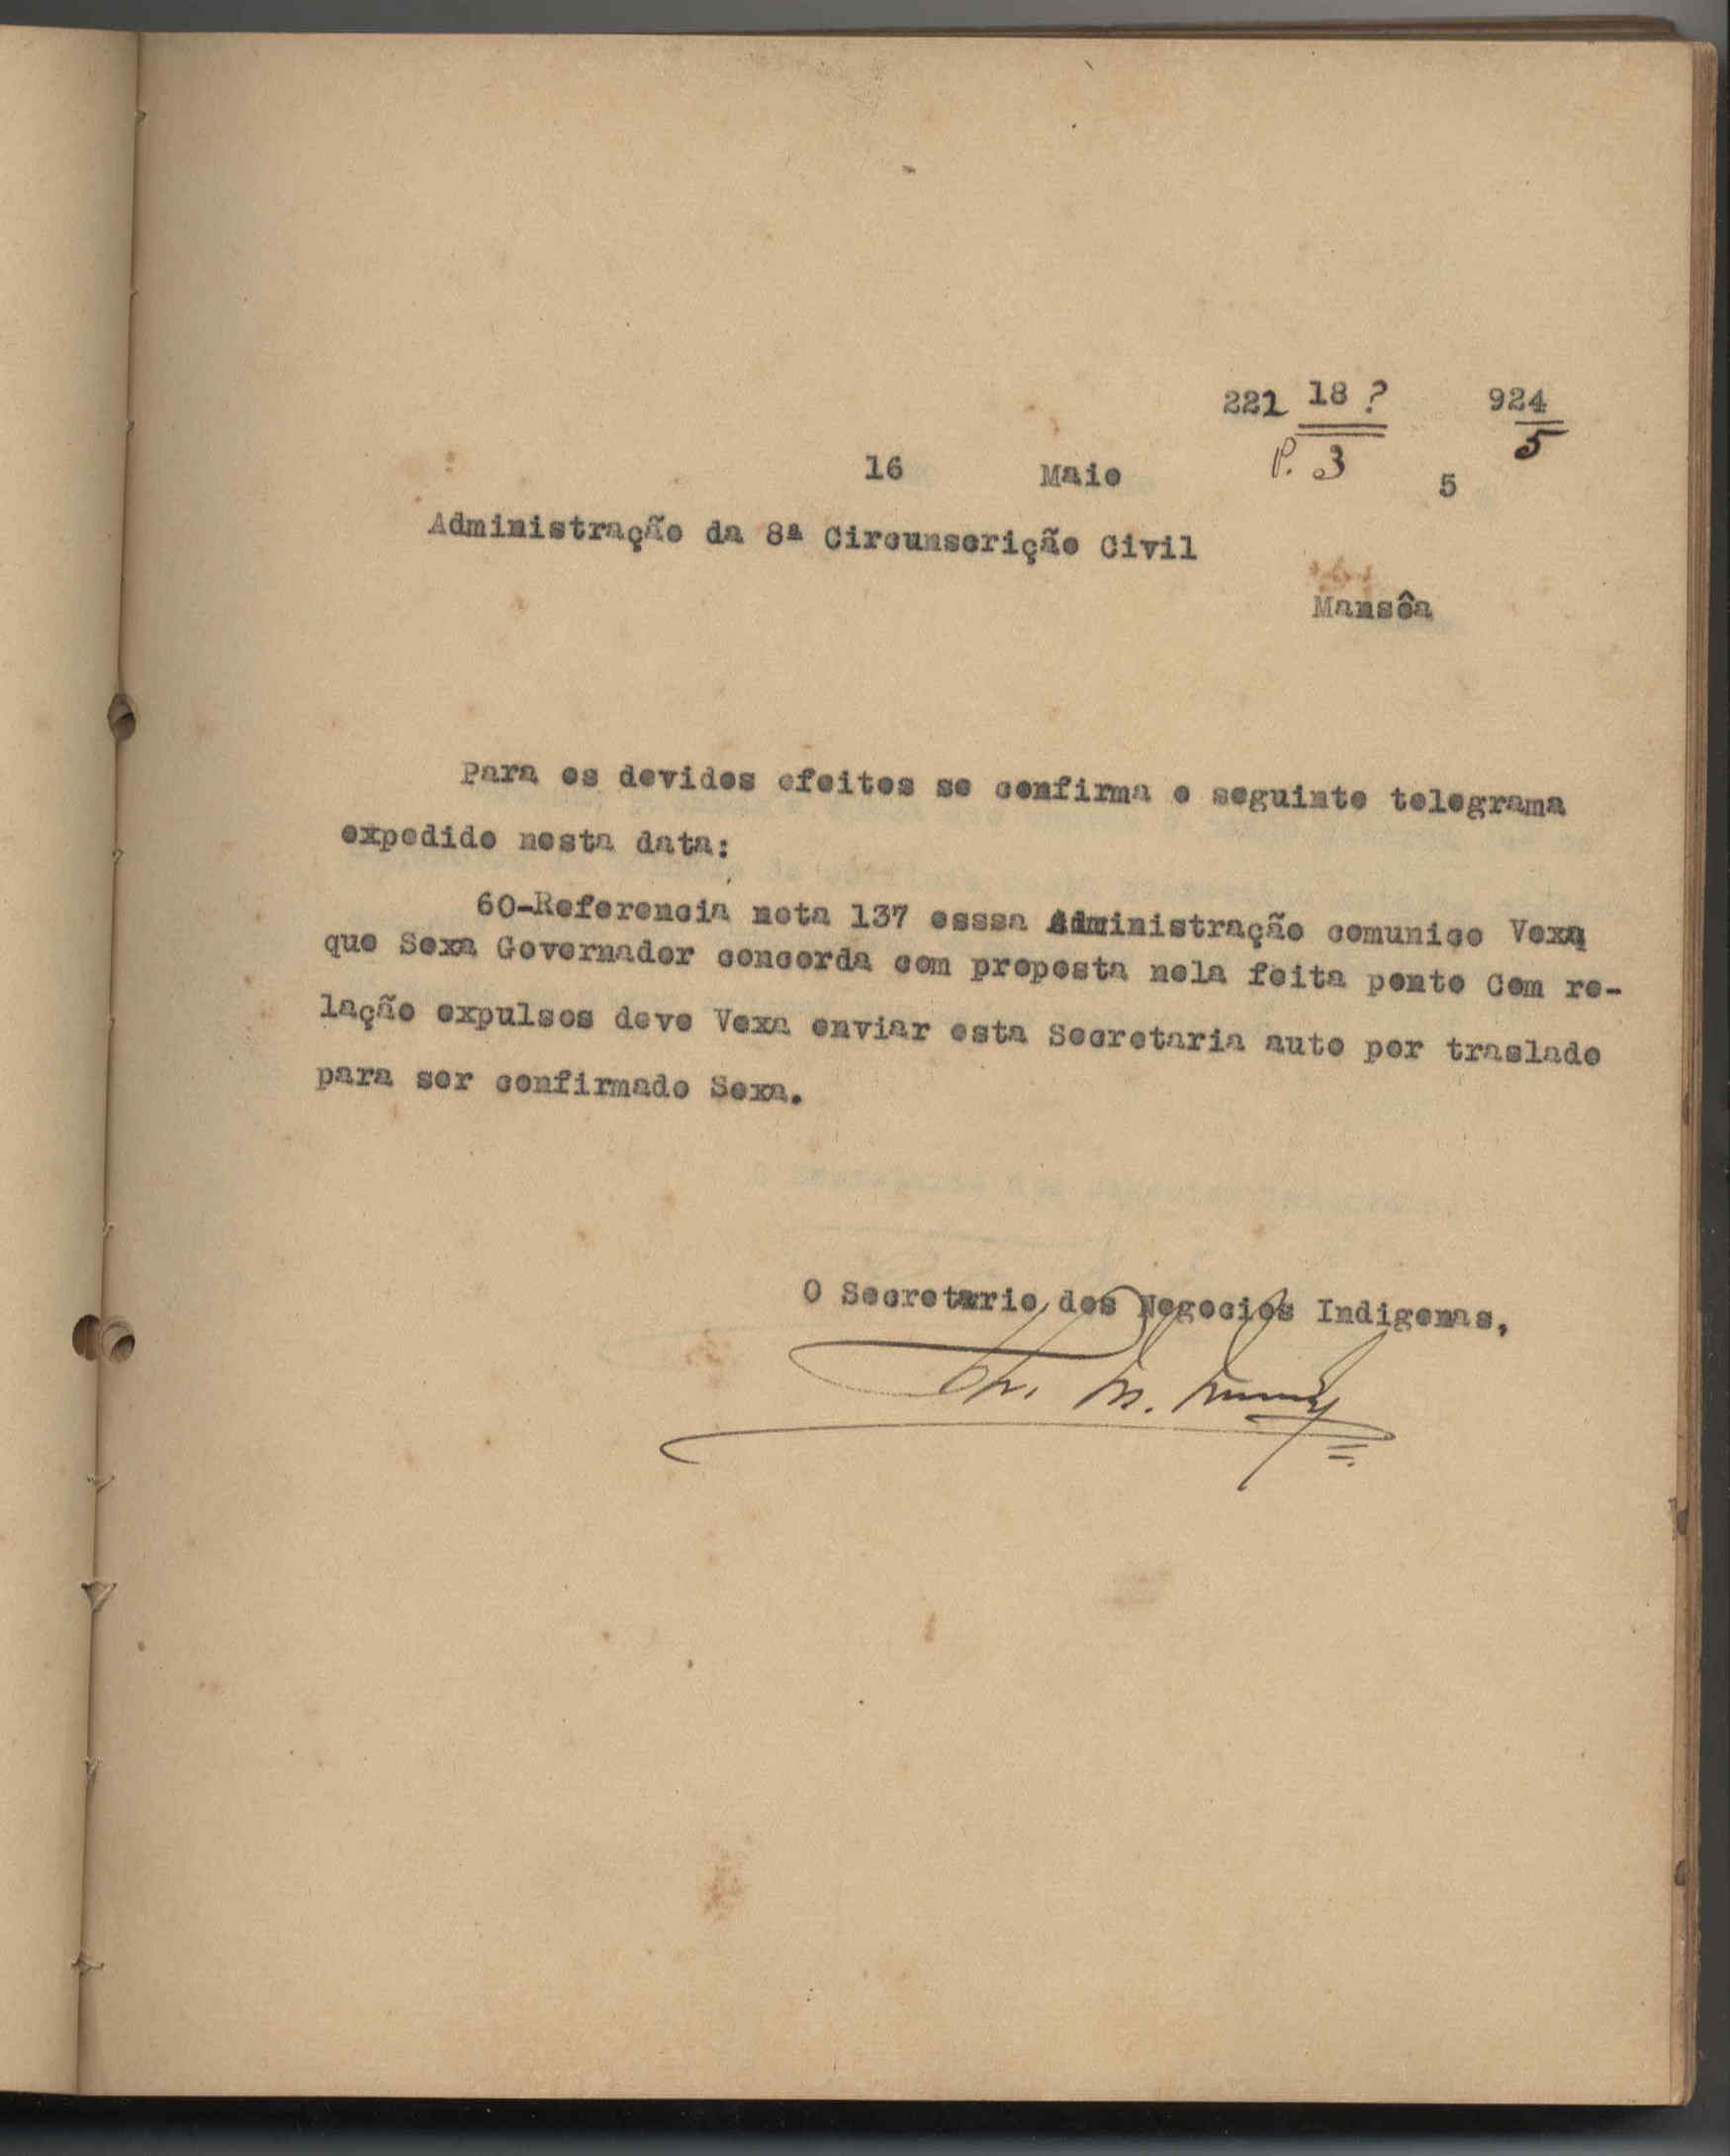 221 18 ? 924
P. 3 5
16 Maio 5
Administração da 8ª Circunscrição Civil
Mansôa
Para os devidos efeitos se confirma o seguinte telegrama
expedido nesta data:
60-Referencia nota 137 esssa Administração comunico Vexa
que Sexa Governador concorda com proposta nela feita ponto Com re-
lação expulsos deve Vexa enviar esta Secretaria auto por traslado
para ser confirmado Sexa.
O Secretario dos Negocios Indigenas,